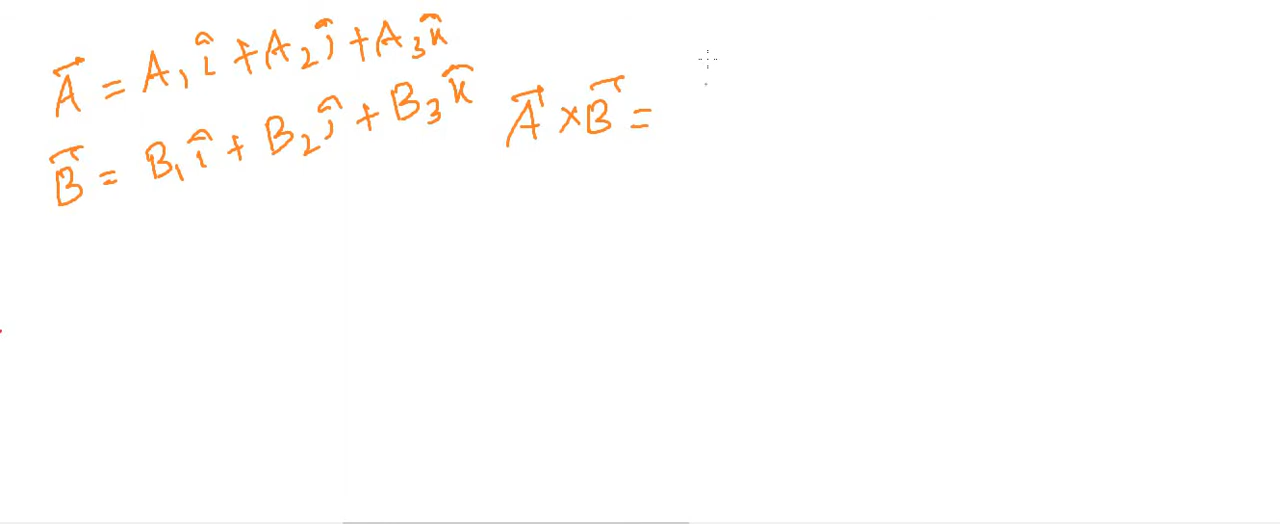 A⃗ = A₁î + A₂ĵ + A₃k̂
B⃗ = B₁î + B₂ĵ + B₃k̂
A⃗ × B⃗ =